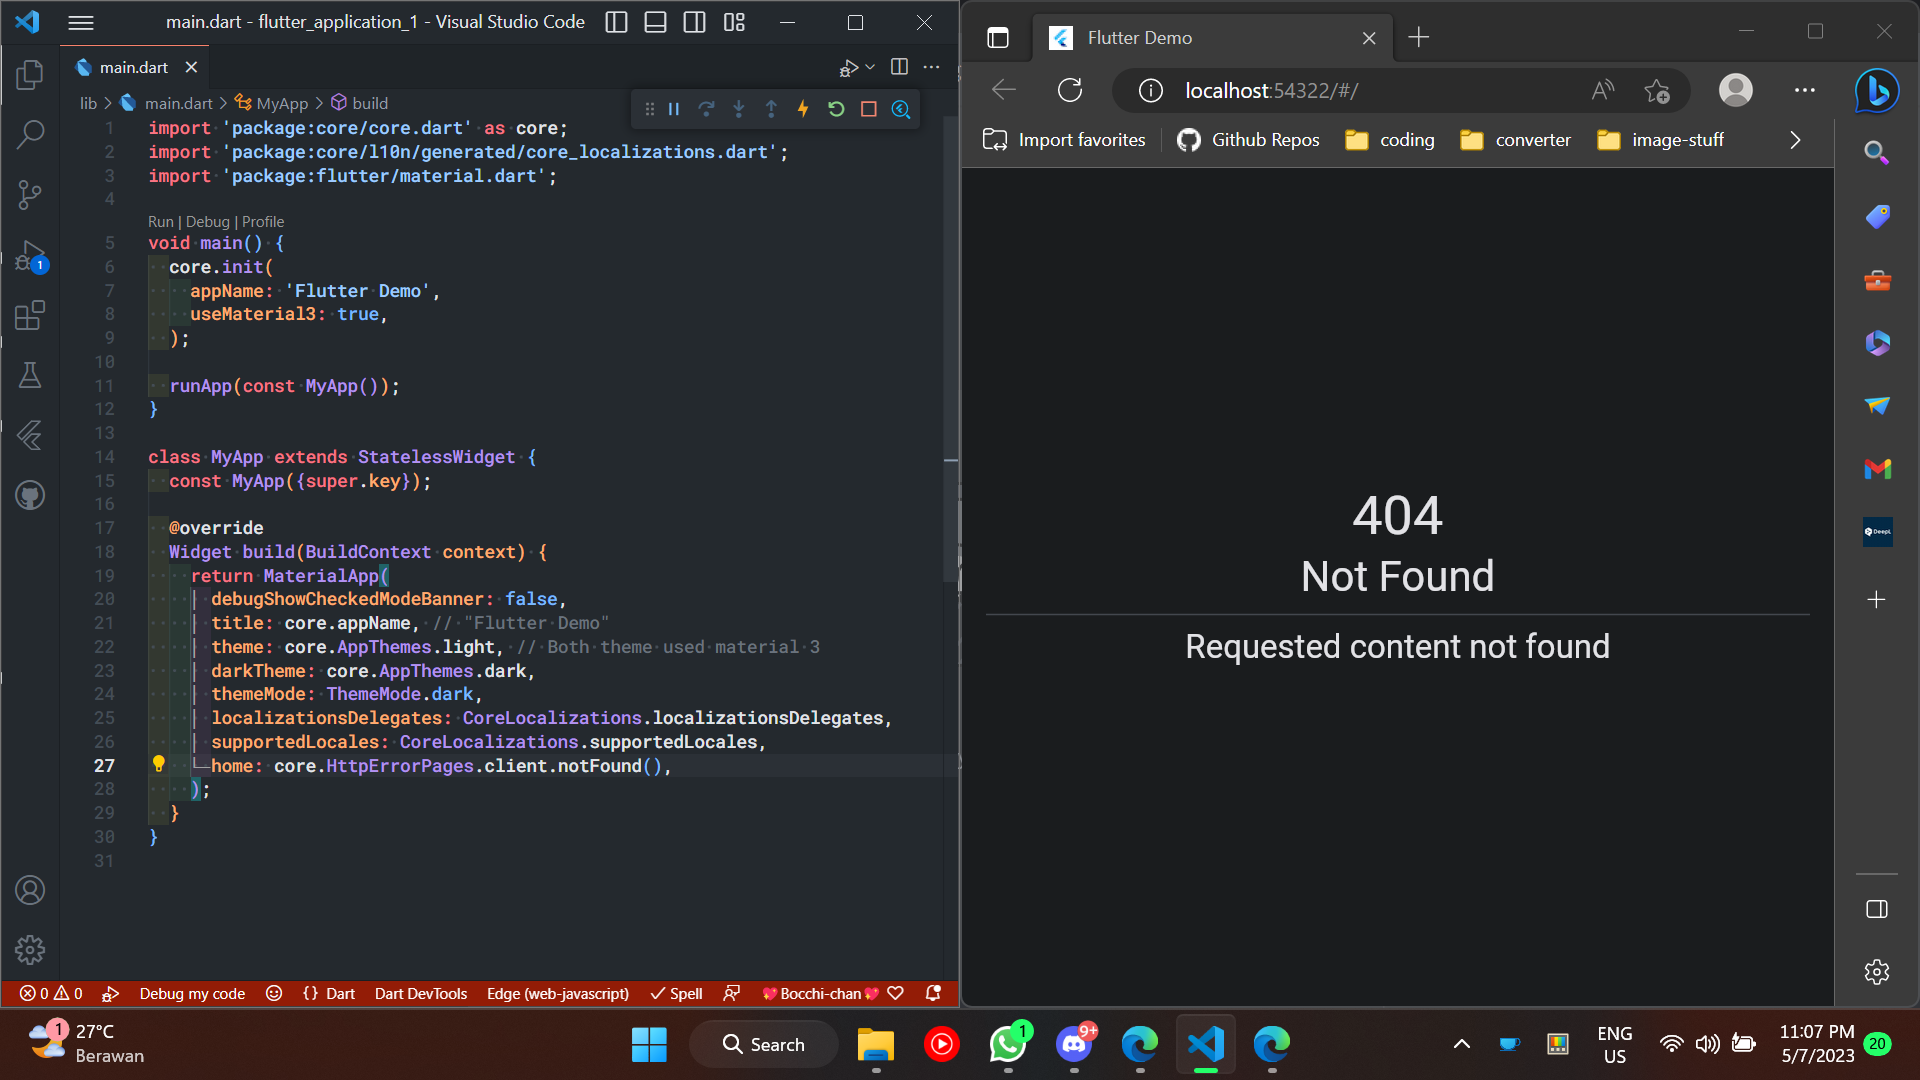 main.dart - flutter_application_1 - Visual Studio Code
main.dart
lib > main.dart > MyApp > build
1 import 'package:core/core.dart' as core;
2 import 'package:core/l10n/generated/core_localizations.dart';
3 import 'package:flutter/material.dart';
4
Run | Debug | Profile
5 void main() {
6 core.init(
7 appName: 'Flutter Demo',
8 useMaterial3: true,
9 );
10
11 runApp(const MyApp());
12 }
13
14 class MyApp extends StatelessWidget {
15 const MyApp({super.key});
16
17 @override
18 Widget build(BuildContext context) {
19 return MaterialApp(
20 debugShowCheckedModeBanner: false,
21 title: core.appName, // "Flutter Demo"
22 theme: core.AppThemes.light, // Both theme used material 3
23 darkTheme: core.AppThemes.dark,
24 themeMode: ThemeMode.dark,
25 localizationsDelegates: CoreLocalizations.localizationsDelegates,
26 supportedLocales: CoreLocalizations.supportedLocales,
27 home: core.HttpErrorPages.client.notFound(),
28 );
29 }
30 }
31
1
0 0 Debug my code {} Dart Dart DevTools Edge (web-javascript) Spell 💖Bocchi-chan💖
Flutter Demo
localhost:54322/#/
Import favorites Github Repos coding converter image-stuff
404
Not Found
Requested content not found
DeepL
1 27°C
Berawan
Search
1
9+
ENG
US
11:07 PM
5/7/2023
20